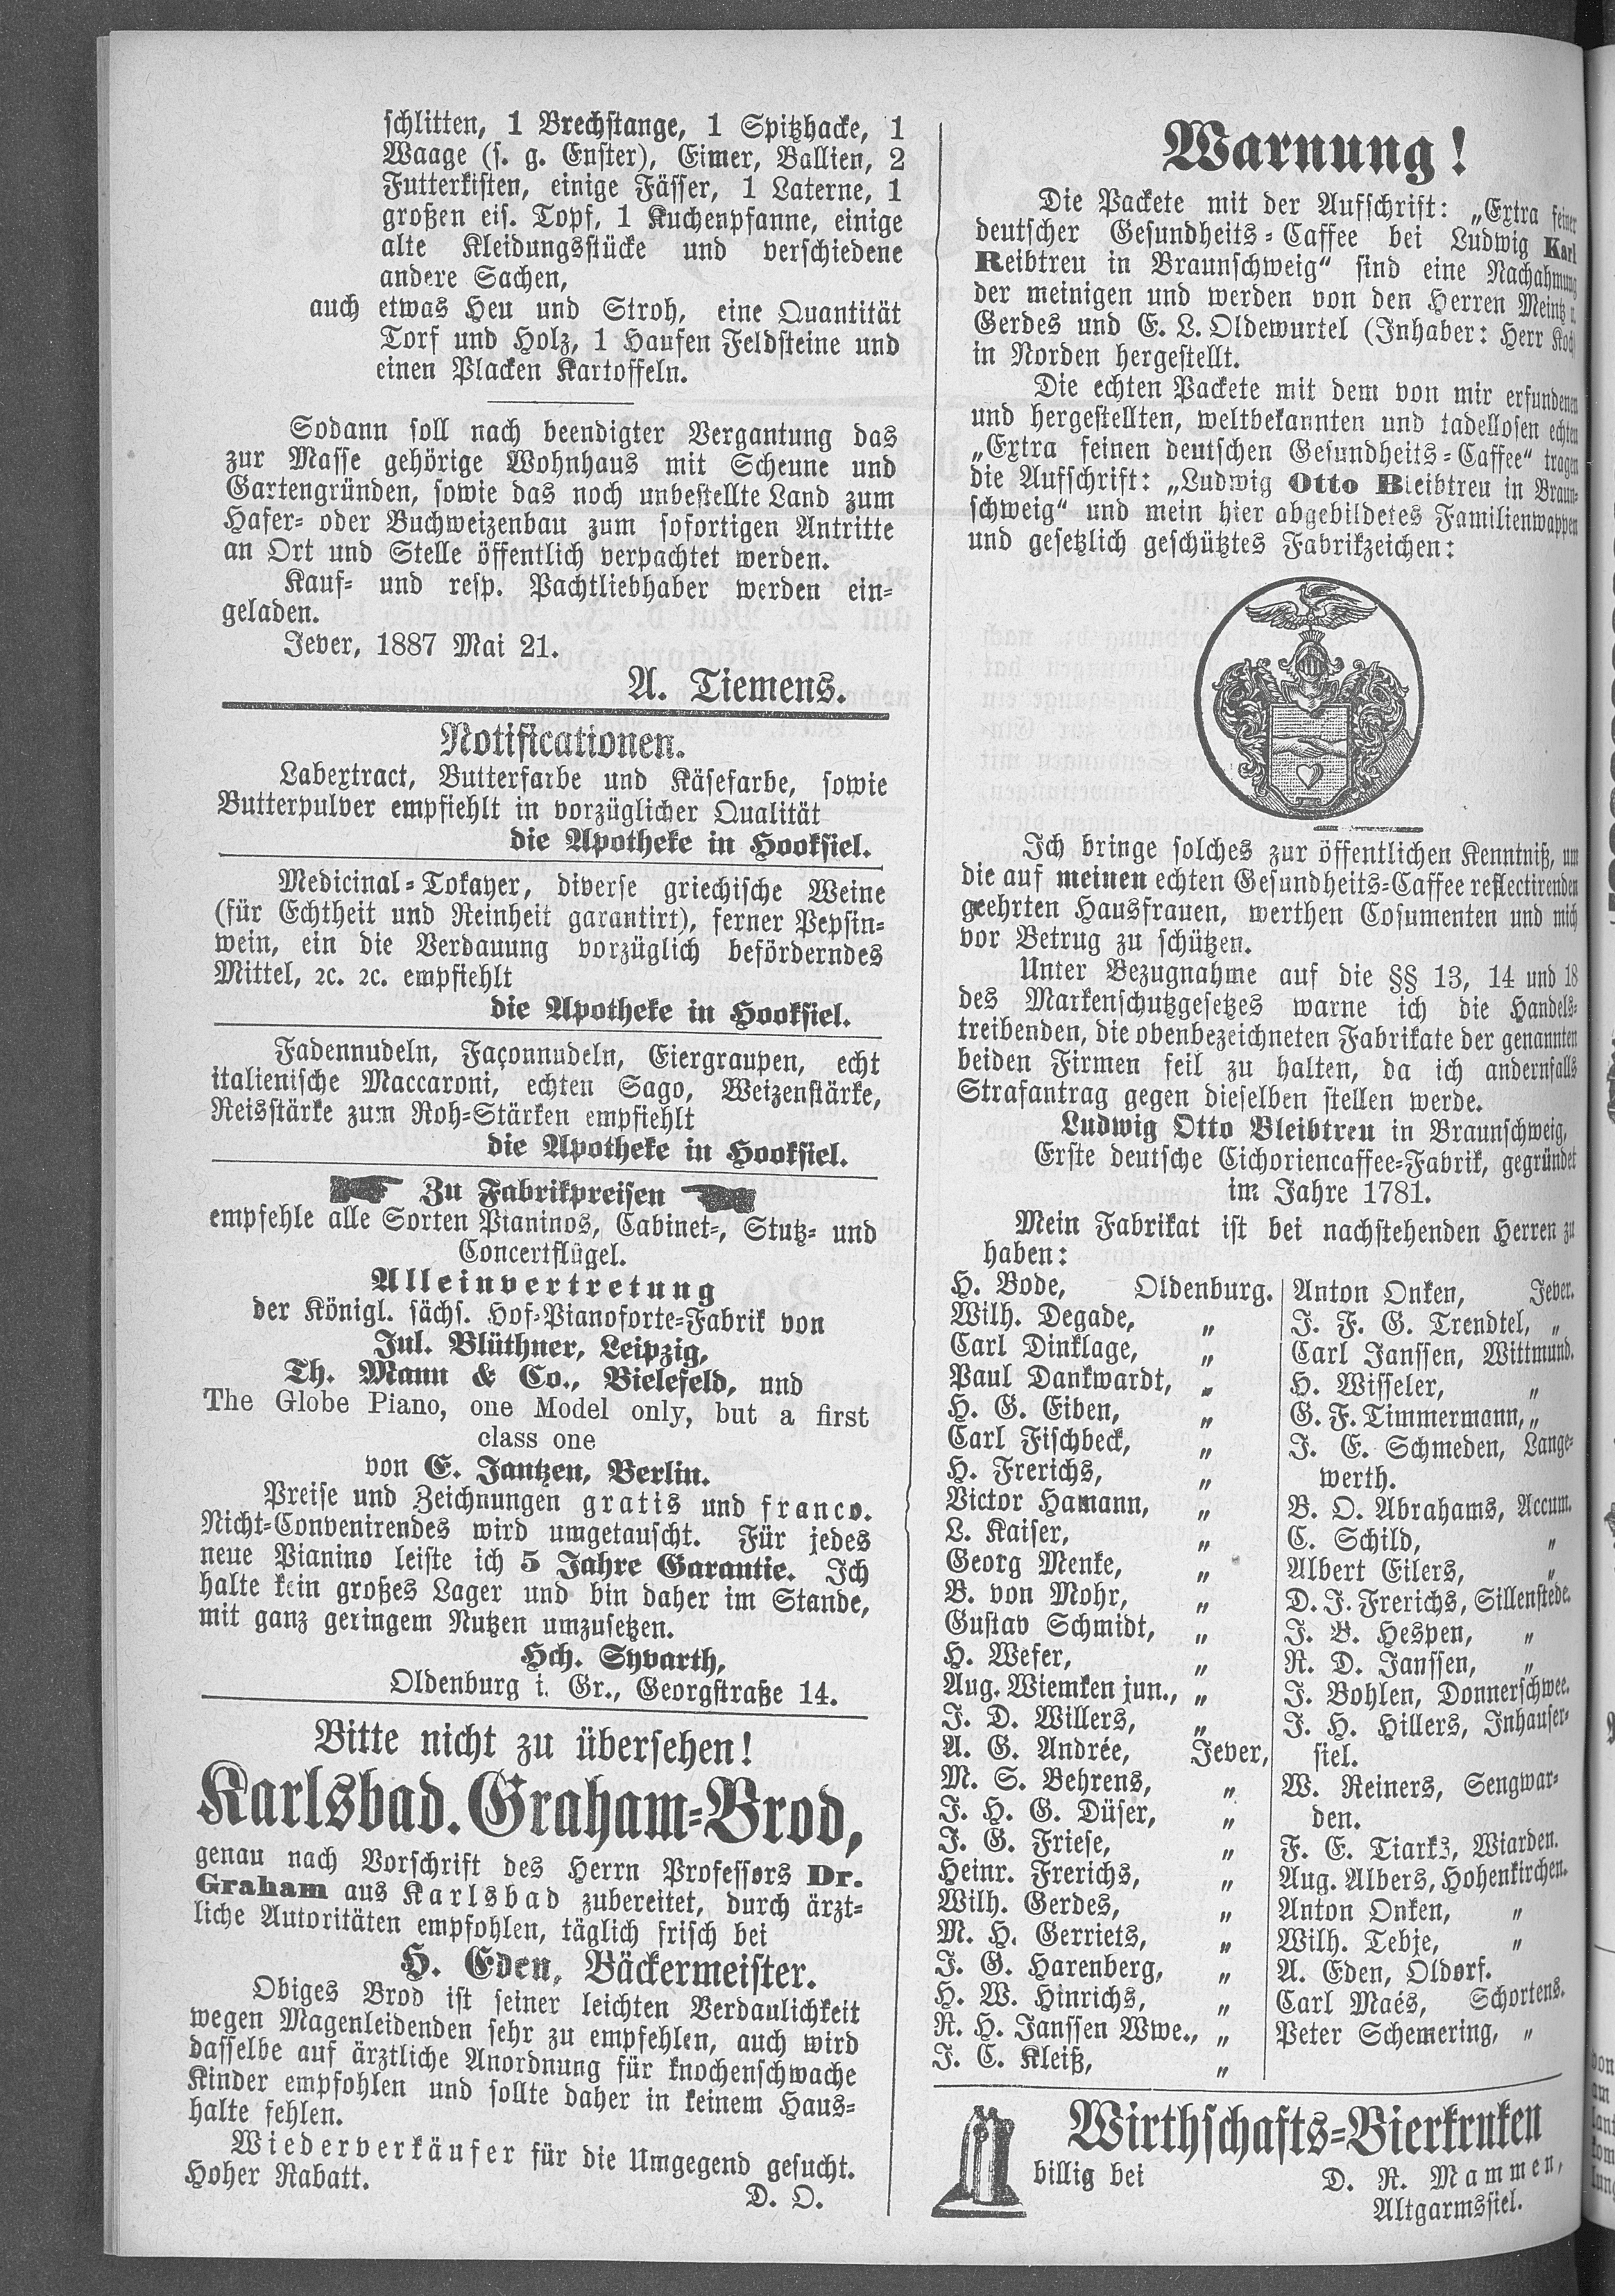 schlitten, 1 Brechstange, 1 Spitzhacke, 1
Waage (s. g. Enster), Eimer, Ballien, 2
Futterkisten, einige Fässer, 1 Laterne, 1
großen eis. Topf, 1 Kuchenpfanne, einige
alte Kleidungsstücke und verschiedene
andere Sachen,
auch etwas Heu und Stroh, eine Quantität
Torf und Holz, 1 Haufen Feldsteine und
einen Placken Kartoffeln.
Sodann soll nach beendigter Vergantung das
zur Masse gehörige Wohnhaus mit Scheune und
Gartengründen, sowie das noch unbestellte Land zum
Hafer- oder Buchweizenbau zum sofortigen Antritte
an Ort und Stelle öffentlich verpachtet werden.
Kauf- und resp. Pachtliebhaber werden ein-
geladen.
Jever, 1887 Mai 21.
A. Tiemens.
Notificationen.
Labextract, Butterfarbe und Käsefarbe, sowie
Butterpulver empfiehlt in vorzüglicher Qualität
die Apotheke in Hooksiel.
Medicinal-Tokayer, diverse griechische Weine
(für Echtheit und Reinheit garantirt), ferner Pepsin-
wein, ein die Verdauung vorzüglich beförderndes
Mittel, ꝛc. ꝛc. empfiehlt
die Apotheke in Hooksiel.
Fadennudeln, Façonnudeln, Eiergraupen, echt
italienische Maccaroni, echten Sago, Weizenstärke,
Reisstärke zum Roh-Stärken empfiehlt
die Apotheke in Hooksiel.
Zu Fabrikpreisen
empfehle alle Sorten Pianinos, Cabinet-, Stutz- und
Concertflügel.
Alleinvertretung
der Königl. sächs. Hof-Pianoforte-Fabrik von
Jul. Blüthner, Leipzig,
Th. Mann & Co., Bielefeld, und
The Globe Piano, one Model only, but a first
class one
von E. Jantzen, Berlin.
Preise und Zeichnungen gratis und franco.
Nicht-Convenirendes wird umgetauscht. Für jedes
neue Pianino leiste ich 5 Jahre Garantie. Ich
halte kein großes Lager und bin daher im Stande,
mit ganz geringem Nutzen umzusetzen.
Hch. Syvarth,
Oldenburg i. Gr., Georgstraße 14.
Bitte nicht zu übersehen!
Karlsbad. Graham-Brod,
genau nach Vorschrift des Herrn Professors Dr.
Graham aus Karlsbad zubereitet, durch ärzt-
liche Autoritäten empfohlen, täglich frisch bei
H. Eden, Bäckermeister.
Obiges Brod ist seiner leichten Verdaulichkeit
wegen Magenleidenden sehr zu empfehlen, auch wird
dasselbe auf ärztliche Anordnung für knochenschwache
Kinder empfohlen und sollte daher in keinem Haus-
halte fehlen.
Wiederverkäufer für die Umgegend gesucht.
Hoher Rabatt.
D. O.
Warnung!
Die Packete mit der Aufschrift: „Extra feiner
deutscher Gesundheits-Caffee bei Ludwig Karl
Reibtreu in Braunschweig“ sind eine Nachahmung
der meinigen und werden von den Herren Meintz u.
Gerdes und E. L. Oldewurtel (Inhaber: Herr
in Norden hergestellt.
Die echten Packete mit dem von mir erfundenen
und hergestellten, weltbekannten und tadellosen echten
„Extra feinen deutschen Gesundheits-Caffee“ tragen
die Aufschrift: „Ludwig Otto Bleibtreu in Braun-
schweig“ und mein hier abgebildetes Familienwappen
und gesetzlich geschütztes Fabrikzeichen:
Ich bringe solches zur öffentlichen Kenntniß, um
die auf meinen echten Gesundheits-Caffee reflectirenden
geehrten Hausfrauen, werthen Cosumenten und mich
vor Betrug zu schützen.
Unter Bezugnahme auf die §§ 13, 14 und 18
des Markenschutzgesetzes warne ich die Handels-
treibenden, die obenbezeichneten Fabrikate der genannten
beiden Firmen feil zu halten, da ich andernfalls
Strafantrag gegen dieselben stellen werde.
Ludwig Otto Bleibtreu in Braunschweig,
Erste deutsche Cichoriencaffee-Fabrik, gegründet
im Jahre 1781.
Mein Fabrikat ist bei nachstehenden Herren zu
haben:
H. Bode, Oldenburg.
Wilh. Degade, „
Carl Dinklage, „
Paul Dankwardt, „
H. G. Eiben, „
Carl Fischbeck, „
H. Frerichs, „
Victor Hamann, „
L. Kaiser, „
Georg Menke, „
B. von Mohr, „
Gustav Schmidt, „
H. Wefer, „
Aug. Wiemken jun., „
J. D. Willers, „
A. G. Andrée, Jever,
M. S. Behrens, „
J. H. G. Düser, „
J. G. Friese, „
Heinr. Frerichs, „
Wilh. Gerdes, „
M. H. Gerriets, „
J. G. Harenberg, „
H. W. Hinrichs, „
R. H. Janssen Wwe., „
J. C. Kleiß, „
Anton Onken, Jever.
J. F. G. Trendtel, „
Carl Janssen, Wittmund.
H. Wisseler, „
G. F. Timmermann, „
J. E. Schmeden, Lange-
werth.
B. O. Abrahams, Accum.
C. Schild, „
Albert Eilers, „
D. J. Frerichs, Sillenstede.
J. B. Hespen, „
R. D. Janssen, „
J. Bohlen, Donnerschwee.
J. H. Hillers, Inhauser-
siel.
W. Reiners, Sengwar-
den.
F. E. Tiarks, Wiarden.
Aug. Albers, Hohenkirchen.
Anton Onken, „
Wilh. Tebje, „
A. Eden, Oldorf.
Carl Maés, Schortens.
Peter Schemering, „
Wirthschafts-Bierkruken
billig bei D. R. Mammen,
Altgarmssiel.